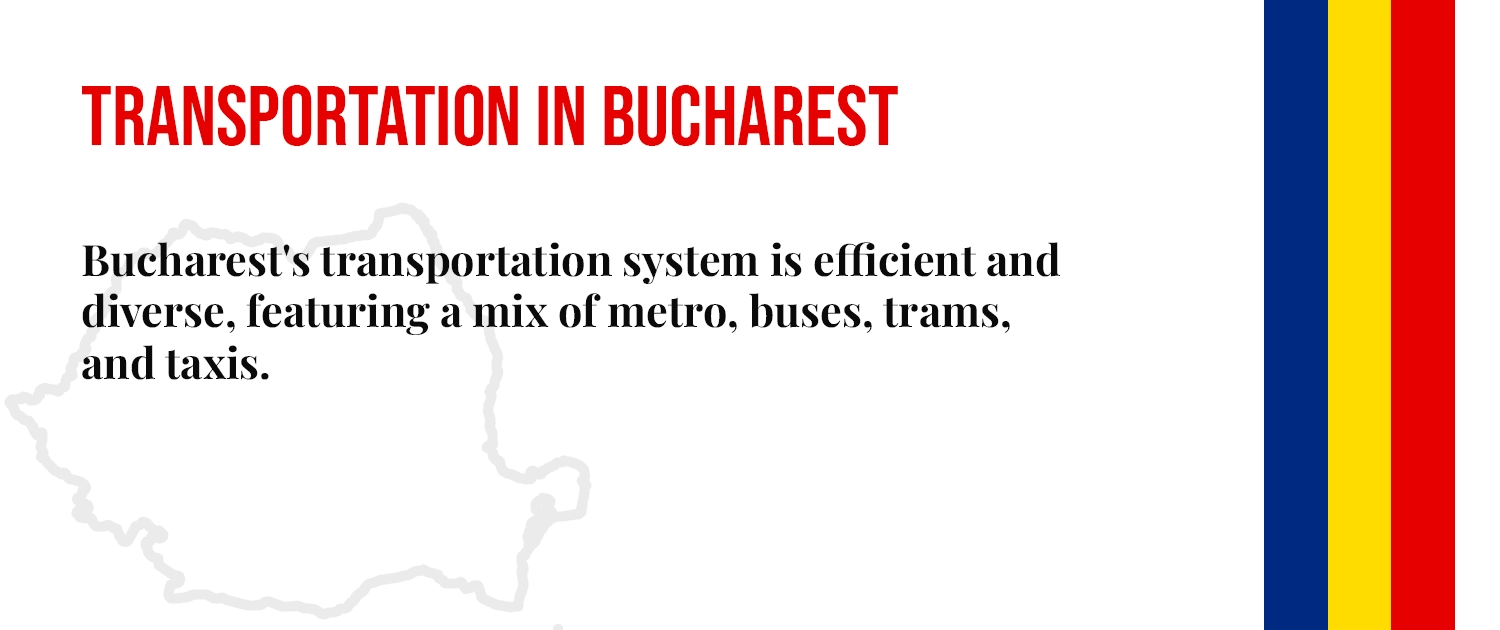 TRANSPORTATION IN BUCHAREST
Bucharest's transportation system is efficient and
diverse, featuring a mix of metro, buses, trams,
and taxis.